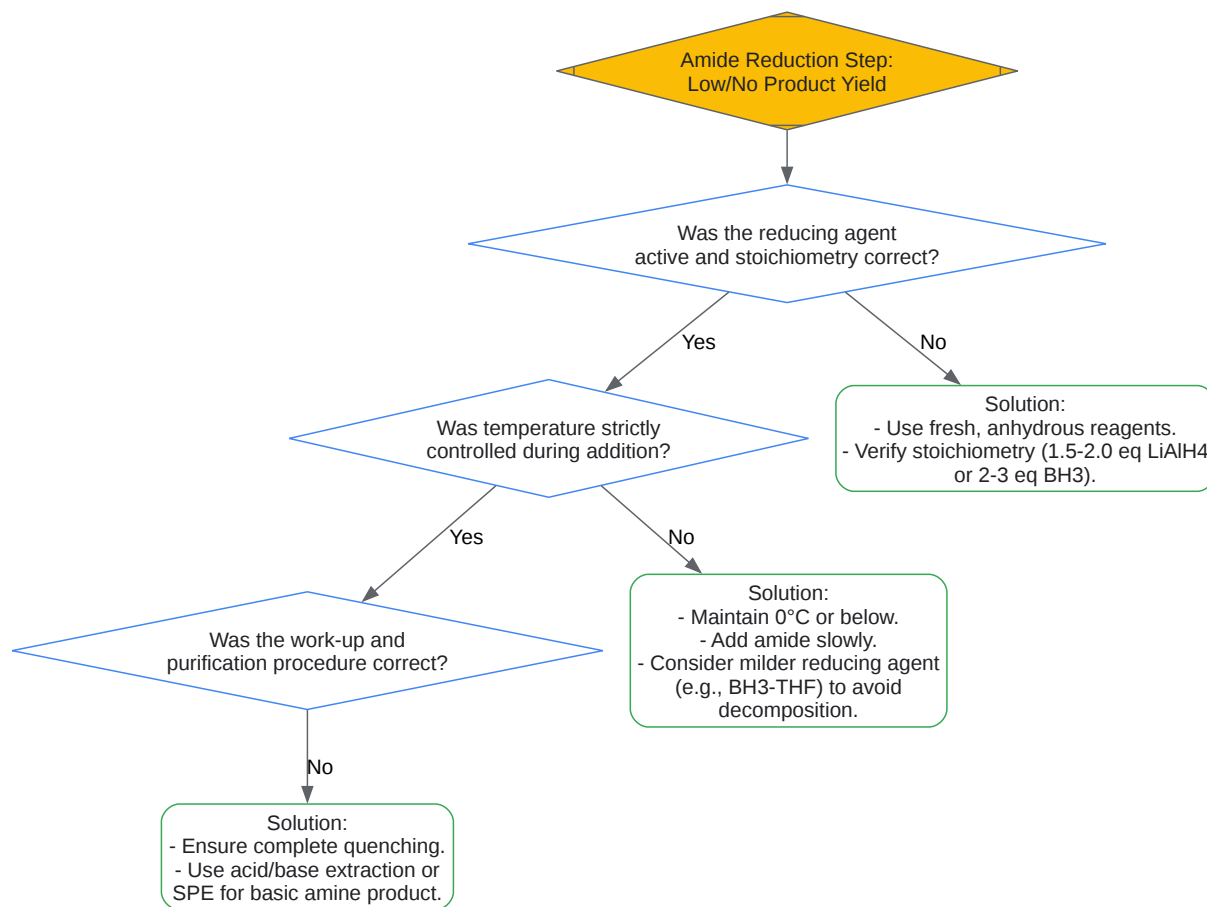 Amide Reduction Step:
Low/No Product Yield
Was the reducing agent
active and stoichiometry correct?
Yes
No
Was temperature strictly
controlled during addition?
Solution:
- Use fresh, anhydrous reagents.
- Verify stoichiometry (1.5-2.0 eq LiAlH4
or 2-3 eq BH3).
Yes
No
Was the work-up and
purification procedure correct?
Solution:
- Maintain 0°C or below.
- Add amide slowly.
- Consider milder reducing agent
(e.g., BH3-THF) to avoid
decomposition.
No
Solution:
- Ensure complete quenching.
- Use acid/base extraction or
SPE for basic amine product.